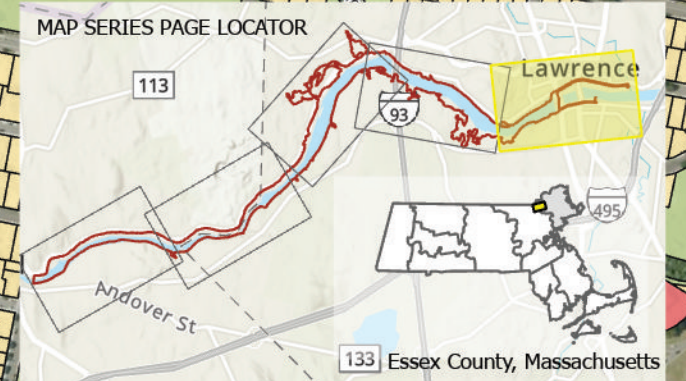 MAP SERIES PAGE LOCATOR
Lawrence
113
93
495
Andover St
133
Essex County, Massachusetts